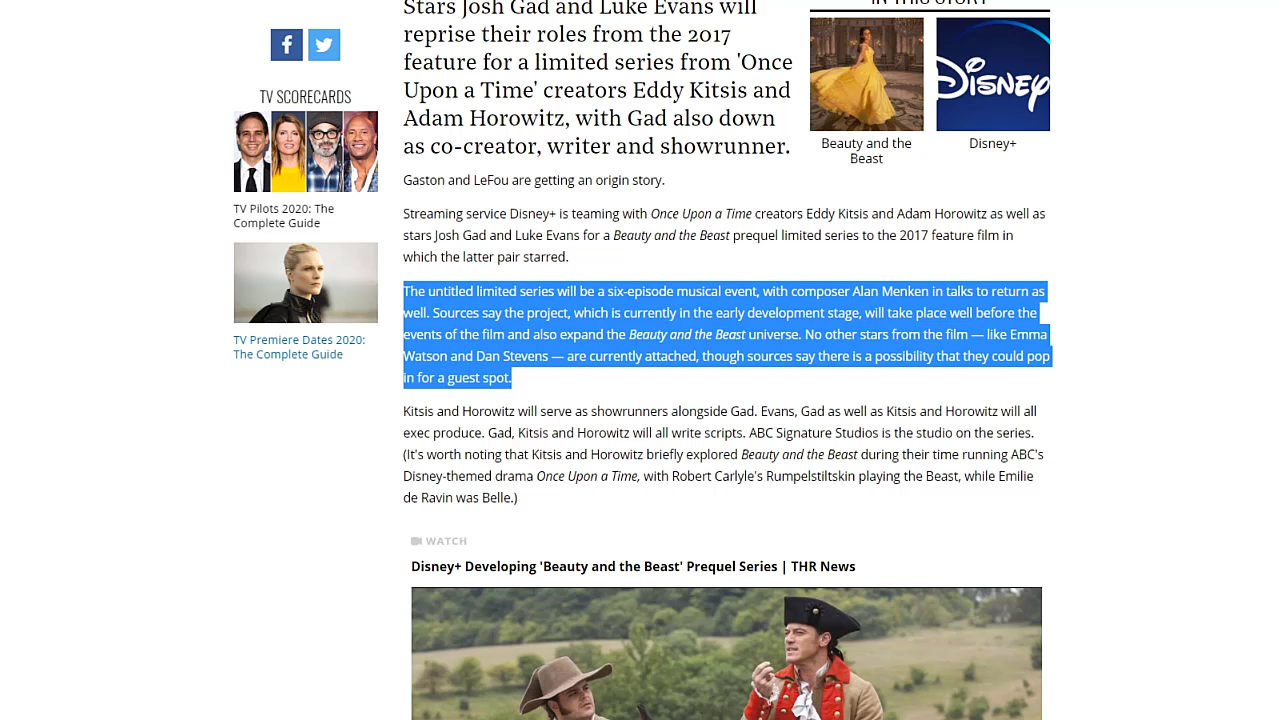 Stars Josh Gad and Luke Evans will
reprise their roles from the 2017
feature for a limited series from 'Once
Upon a Time' creators Eddy Kitsis and
Adam Horowitz, with Gad also down
as co-creator, writer and showrunner.
IN THIS STORY
DISNEY
Beauty and the
Beast
Disney+
f
TV SCORECARDS
TV Pilots 2020: The
Complete Guide
TV Premiere Dates 2020:
The Complete Guide
Gaston and LeFou are getting an origin story.
Streaming service Disney+ is teaming with Once Upon a Time creators Eddy Kitsis and Adam Horowitz as well as
stars Josh Gad and Luke Evans for a Beauty and the Beast prequel limited series to the 2017 feature film in
which the latter pair starred.
The untitled limited series will be a six-episode musical event, with composer Alan Menken in talks to return as
well. Sources say the project, which is currently in the early development stage, will take place well before the
events of the film and also expand the Beauty and the Beast universe. No other stars from the film — like Emma
Watson and Dan Stevens — are currently attached, though sources say there is a possibility that they could pop
in for a guest spot.
Kitsis and Horowitz will serve as showrunners alongside Gad. Evans, Gad as well as Kitsis and Horowitz will all
exec produce. Gad, Kitsis and Horowitz will all write scripts. ABC Signature Studios is the studio on the series.
(It's worth noting that Kitsis and Horowitz briefly explored Beauty and the Beast during their time running ABC's
Disney-themed drama Once Upon a Time, with Robert Carlyle's Rumpelstiltskin playing the Beast, while Emilie
de Ravin was Belle.)
WATCH
Disney+ Developing 'Beauty and the Beast' Prequel Series | THR News